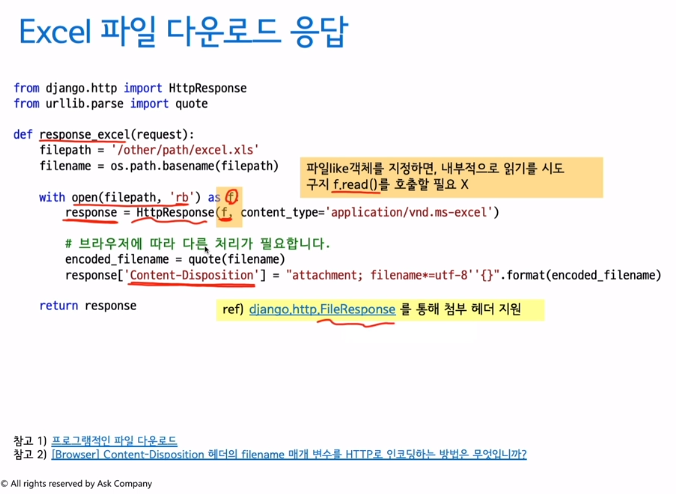 Excel 파일 다운로드 응답
from django.http import HttpResponse
from urllib.parse import quote
def response_excel(request):
filepath = '/other/path/excel.xls'
filename = os.path.basename(filepath)
파일like객체를 지정하면, 내부적으로 읽기를 시도
구지 f.read()를 호출할 필요 X
with open(filepath, 'rb') as f:
response = HttpResponse(f, content_type='application/vnd.ms-excel')
# 브라우저에 따라 다른 처리가 필요합니다.
encoded_filename = quote(filename)
response['Content-Disposition'] = "attachment; filename*=utf-8''{}".format(encoded_filename)
return response
ref) django.http.FileResponse 를 통해 첨부 헤더 지원
참고 1) 프로그램적인 파일 다운로드
참고 2) [Browser] Content-Disposition 헤더의 filename 매개 변수를 HTTP로 인코딩하는 방법은 무엇입니까?
© All rights reserved by Ask Company